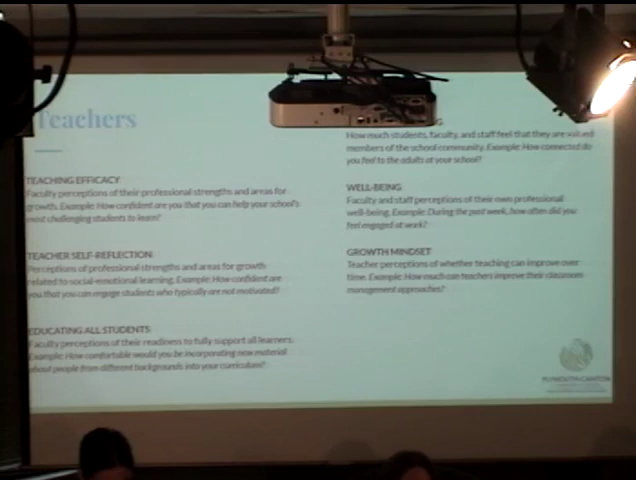 Teachers
TEACHING EFFICACY
Faculty perceptions of their professional strengths and areas for
growth. Example: How confident are you that you can help your school's
most challenging students to learn?
TEACHER SELF-REFLECTION
Perceptions of professional strengths and areas for growth
related to social-emotional learning. Example: How confident are
you that you can engage students who typically are not motivated?
EDUCATING ALL STUDENTS
Faculty perceptions of their readiness to fully support all learners.
Example: How comfortable would you be incorporating new material
about people from different backgrounds into your curriculum?
G
How much students, faculty, and staff feel that they are valued
members of the school community. Example: How connected do
you feel to the adults at your school?
WELL-BEING
Faculty and staff perceptions of their own professional
well-being. Example: During the past week, how often did you
feel engaged at work?
GROWTH MINDSET
Teacher perceptions of whether teaching can improve over
time. Example: How much can teachers improve their classroom
management approaches?
PLYMOUTH-CANTON